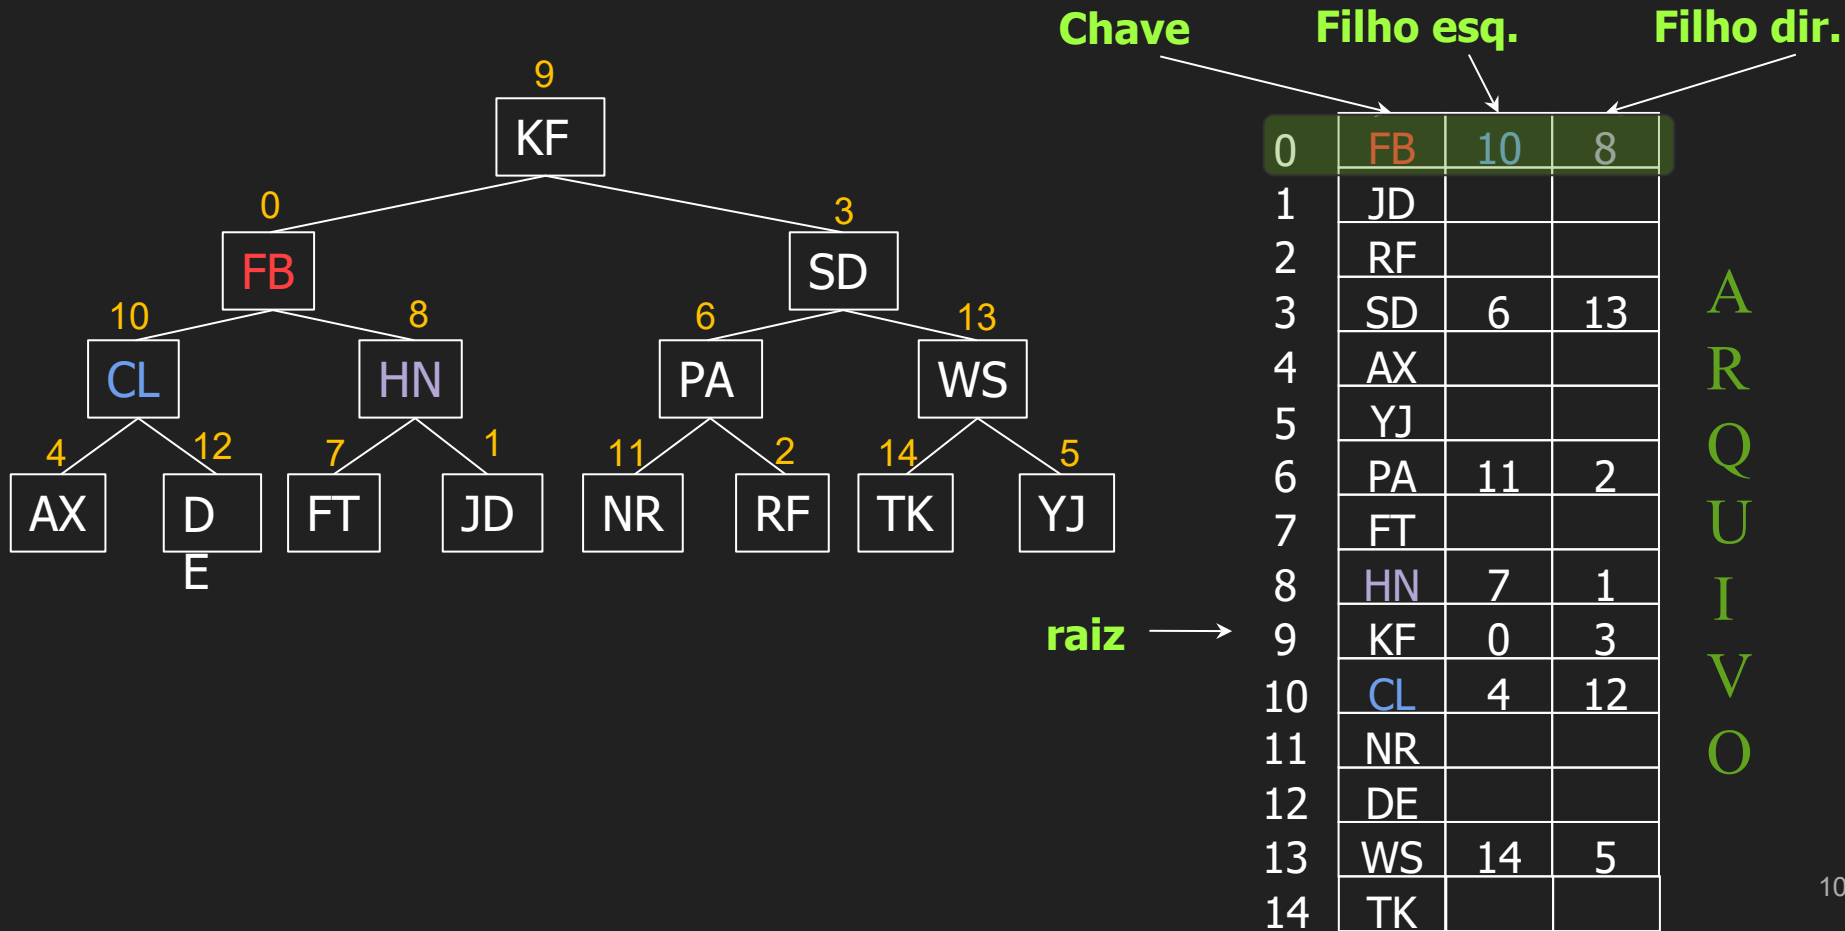 Chave Filho esq. Filho dir.
9
KF
0 3
FB SD
10 8 6 13
CL HN PA WS
4 12 7 1 11 2 14 5
AX D FT JD NR RF TK YJ
E
0 FB 10 8
1 JD
2 RF
3 SD 6 13
4 AX
5 YJ
6 PA 11 2
7 FT
8 HN 7 1
raiz 9 KF 0 3
10 CL 4 12
11 NR
12 DE
13 WS 14 5
14 TK
A
R
Q
U
I
V
O
10